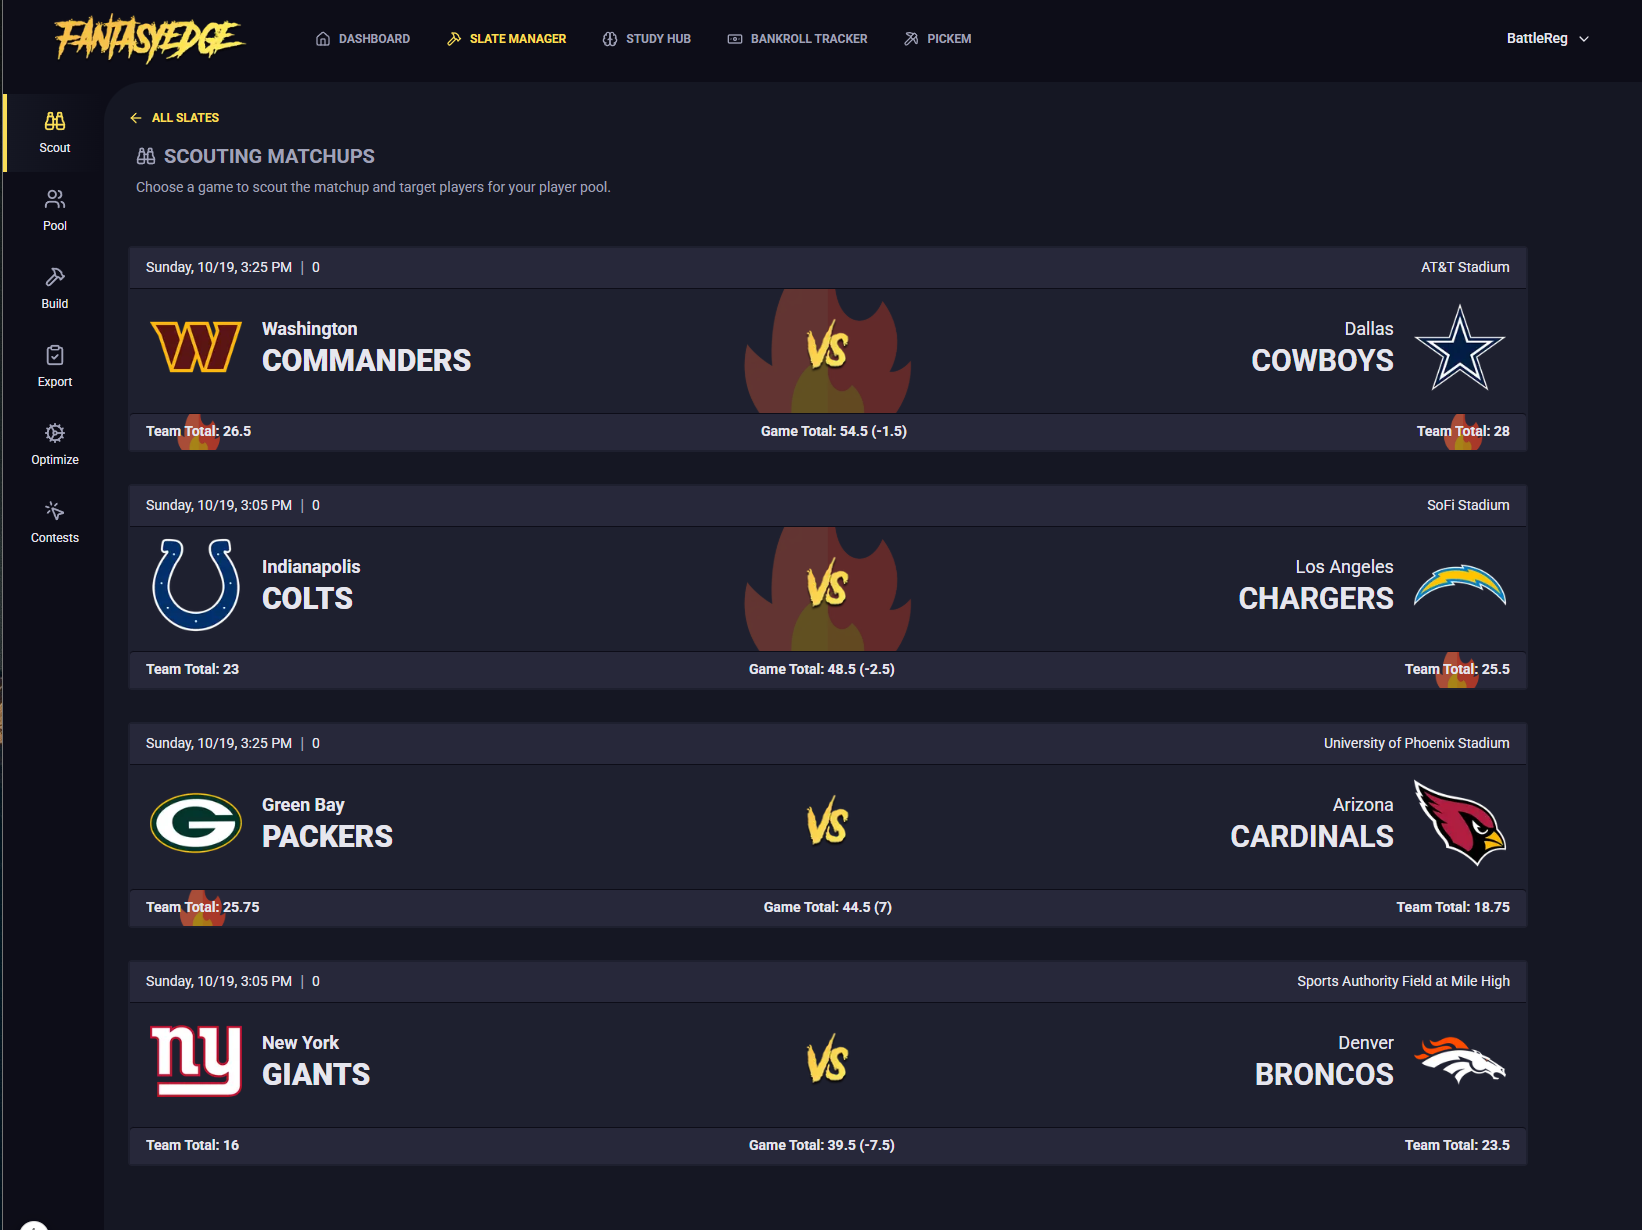 FANTASYEDGE
DASHBOARD
SLATE MANAGER
STUDY HUB
BANKROLL TRACKER
PICKEM
BattleReg
Scout
Pool
Build
Export
Optimize
Contests
ALL SLATES
SCOUTING MATCHUPS
Choose a game to scout the matchup and target players for your player pool.
Sunday, 10/19, 3:25 PM | 0
AT&T Stadium
Washington
COMMANDERS
VS
Dallas
COWBOYS
Team Total: 26.5
Game Total: 54.5 (-1.5)
Team Total: 28
Sunday, 10/19, 3:05 PM | 0
SoFi Stadium
Indianapolis
COLTS
VS
Los Angeles
CHARGERS
Team Total: 23
Game Total: 48.5 (-2.5)
Team Total: 25.5
Sunday, 10/19, 3:25 PM | 0
University of Phoenix Stadium
G
Green Bay
PACKERS
VS
Arizona
CARDINALS
Team Total: 25.75
Game Total: 44.5 (7)
Team Total: 18.75
Sunday, 10/19, 3:05 PM | 0
Sports Authority Field at Mile High
ny
New York
GIANTS
VS
Denver
BRONCOS
Team Total: 16
Game Total: 39.5 (-7.5)
Team Total: 23.5